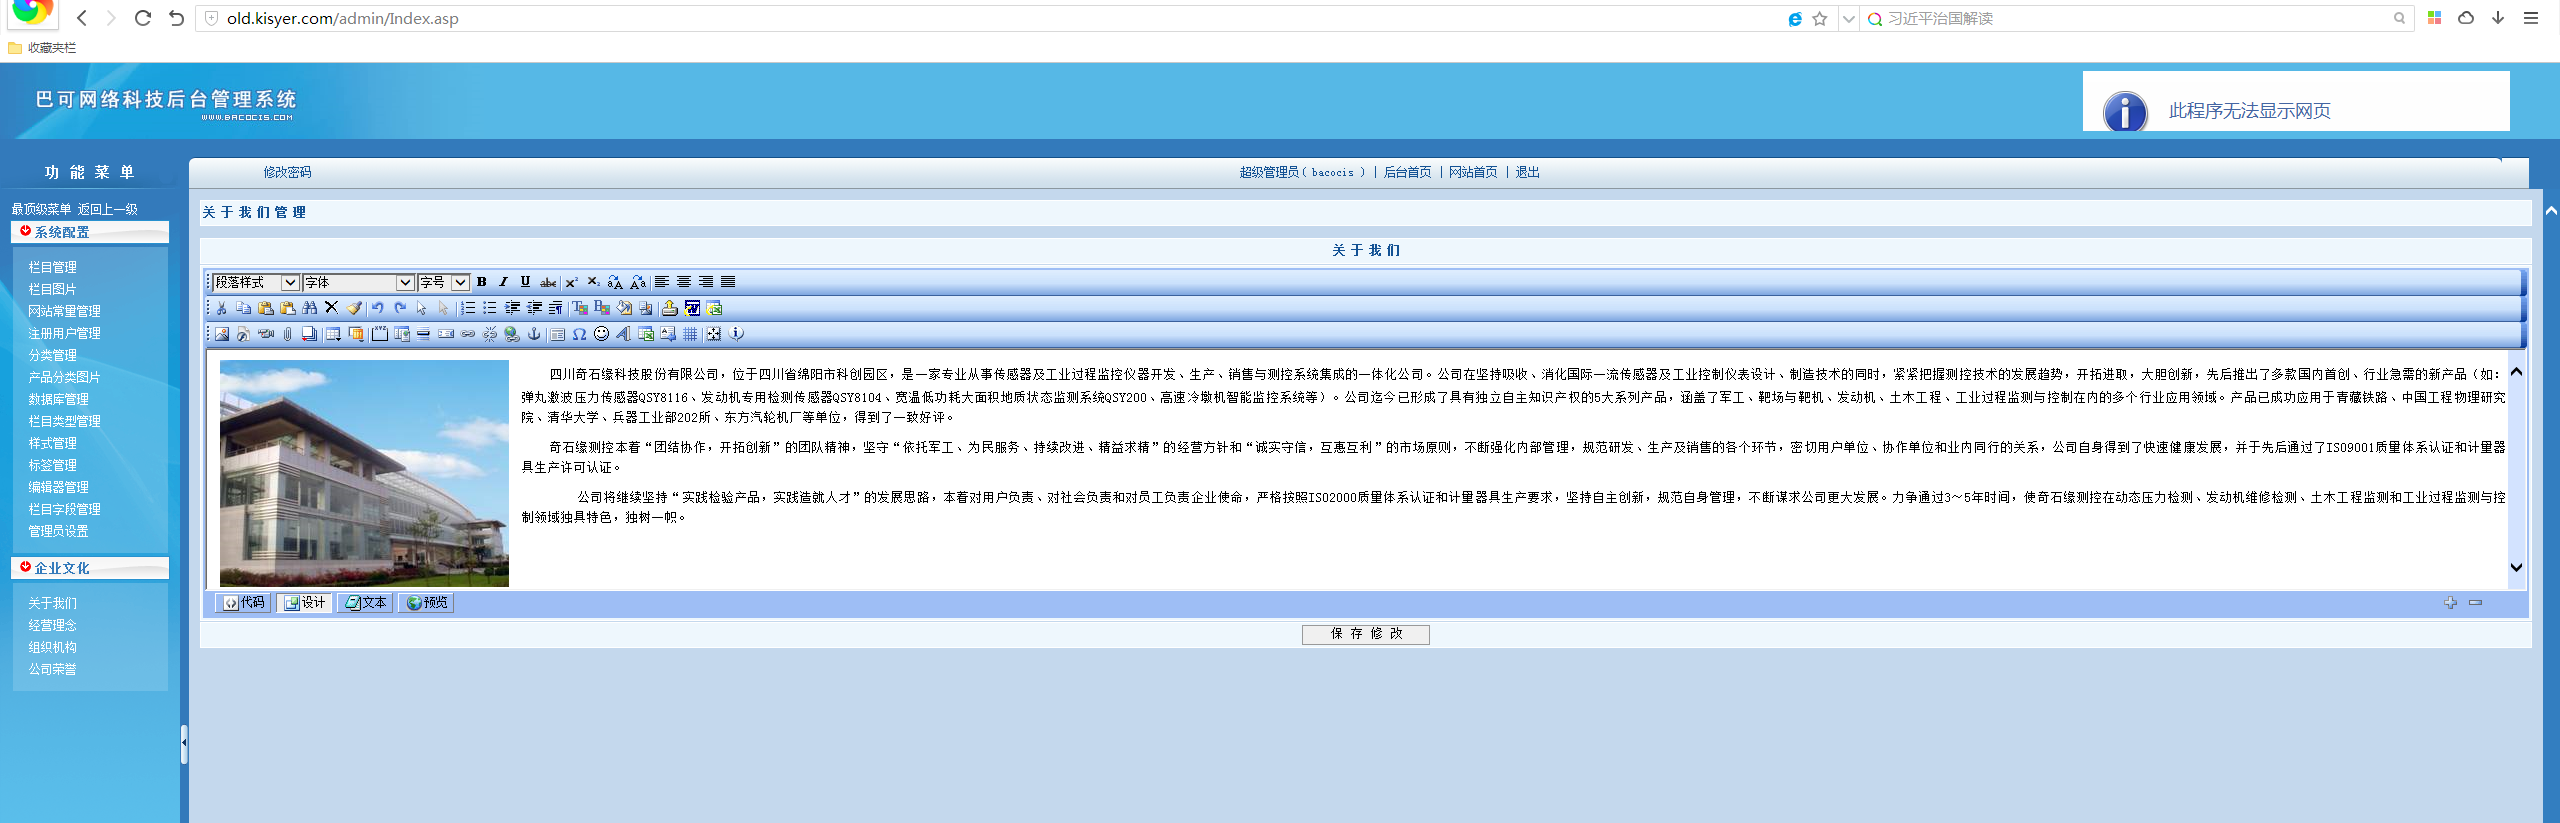 old.kisyer.com/admin/Index.asp
习近平治国解读
收藏夹栏
巴可网络科技后台管理系统
WWW.BACOCIS.COM
此程序无法显示网页
功能菜单
修改密码
超级管理员( bacocis ) | 后台首页 | 网站首页 | 退出
最顶级菜单 返回上一级
系统配置
栏目管理
栏目图片
网站常量管理
注册用户管理
分类管理
产品分类图片
数据库管理
栏目类型管理
样式管理
标签管理
编辑器管理
栏目字段管理
管理员设置
企业文化
关于我们
经营理念
组织机构
公司荣誉
关于我们管理
关于我们
段落样式 字体 字号
四川奇石缘科技股份有限公司，位于四川省绵阳市科创园区，是一家专业从事传感器及工业过程监控仪器开发、生产、销售与测控系统集成的一体化公司。公司在坚持吸收、消化国际一流传感器及工业控制仪表设计、制造技术的同时，紧紧把握测控技术的发展趋势，开拓进取，大胆创新，先后推出了多款国内首创、行业急需的新产品（如：
弹丸激波压力传感器QSY8116、发动机专用检测传感器QSY8104、宽温低功耗大面积地质状态监测系统QSY200、高速冷墩机智能监控系统等）。公司迄今已形成了具有独立自主知识产权的5大系列产品，涵盖了军工、靶场与靶机、发动机、土木工程、工业过程监测与控制在内的多个行业应用领域。产品已成功应用于青藏铁路、中国工程物理研究
院、清华大学、兵器工业部202所、东方汽轮机厂等单位，得到了一致好评。
奇石缘测控本着“团结协作，开拓创新”的团队精神，坚守“依托军工、为民服务、持续改进、精益求精”的经营方针和“诚实守信，互惠互利”的市场原则，不断强化内部管理，规范研发、生产及销售的各个环节，密切用户单位、协作单位和业内同行的关系，公司自身得到了快速健康发展，并于先后通过了ISO9001质量体系认证和计量器
具生产许可认证。
公司将继续坚持“实践检验产品，实践造就人才”的发展思路，本着对用户负责、对社会负责和对员工负责企业使命，严格按照ISO2000质量体系认证和计量器具生产要求，坚持自主创新，规范自身管理，不断谋求公司更大发展。力争通过3～5年时间，使奇石缘测控在动态压力检测、发动机维修检测、土木工程监测和工业过程监测与控
制领域独具特色，独树一帜。
代码 设计 文本 预览
保存修改